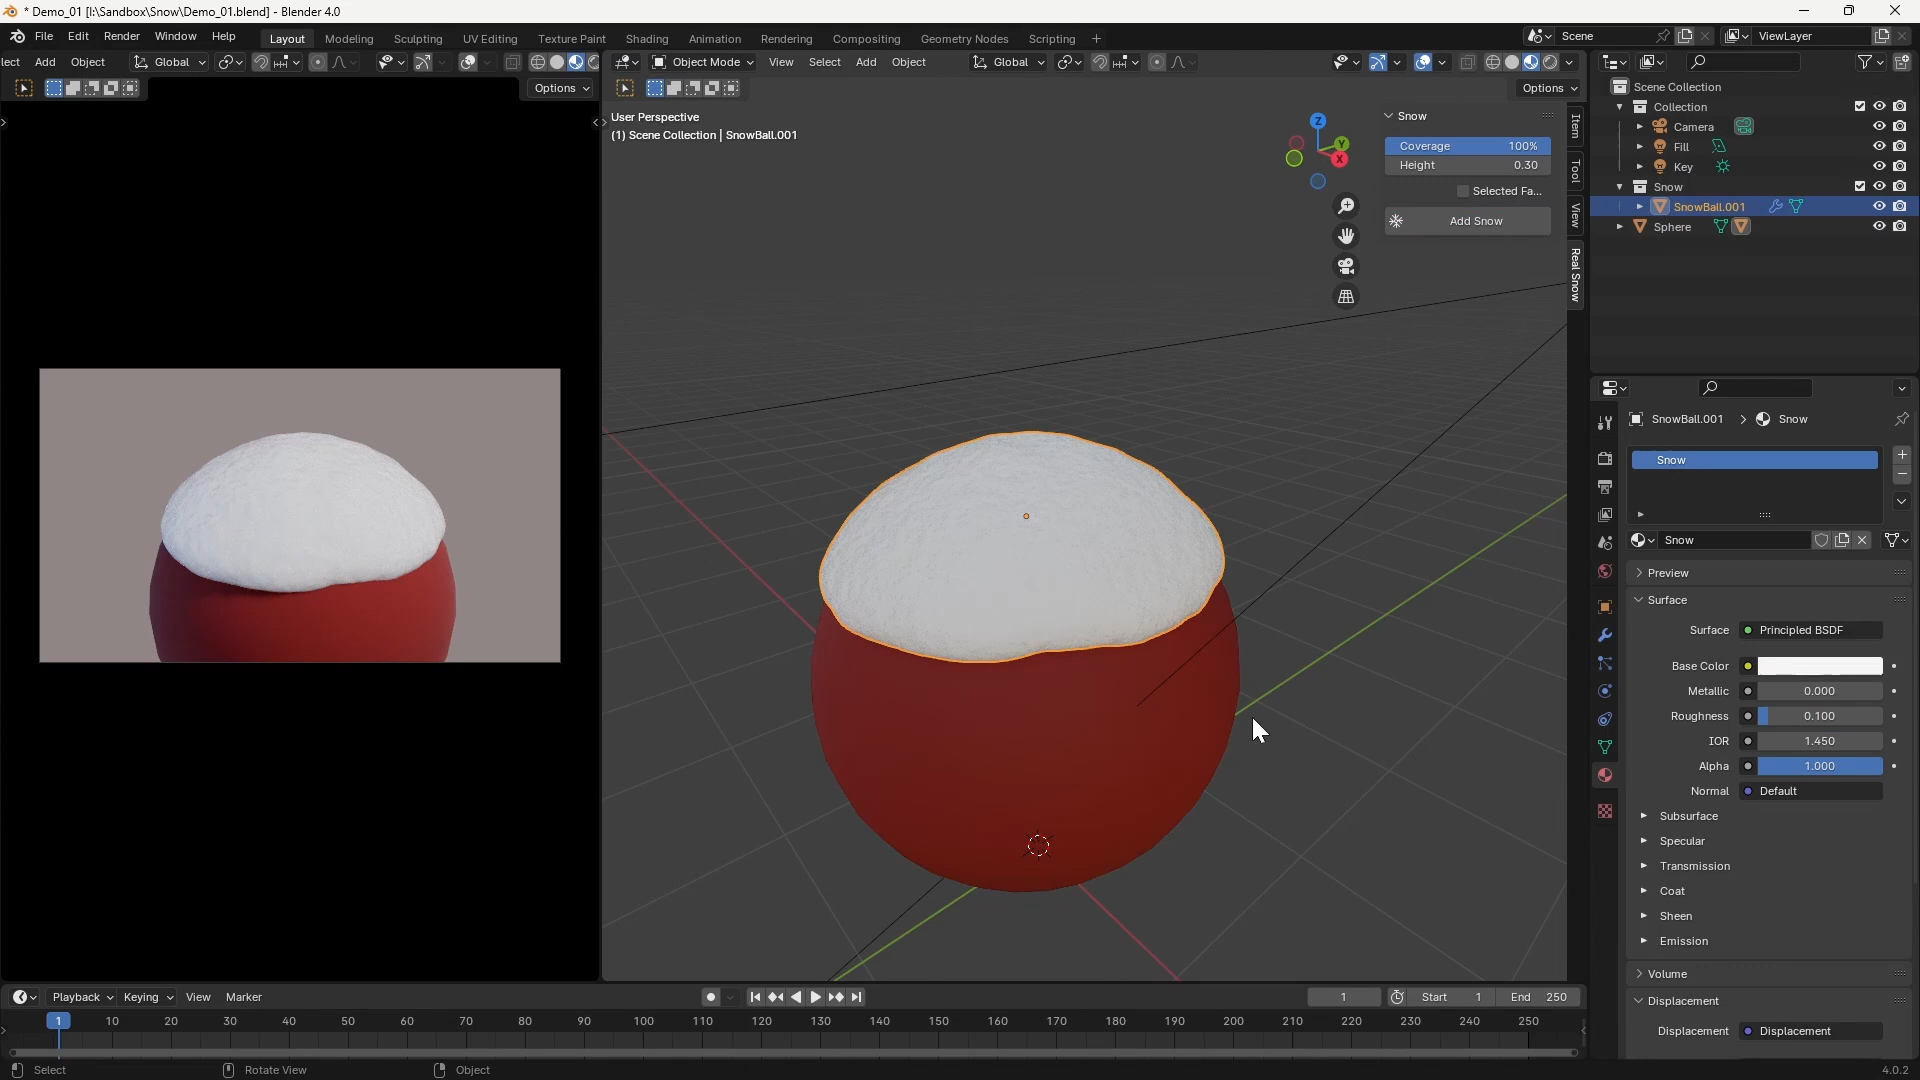 * Demo_01 [I:\Sandbox\Snow\Demo_01.blend] - Blender 4.0
File Edit Render Window Help Layout Modeling Sculpting UV Editing Texture Paint Shading Animation Rendering Compositing Geometry Nodes Scripting + Scene ViewLayer
lect Add Object Global Object Mode View Select Add Object Global
Options Options
User Perspective
(1) Scene Collection | SnowBall.001
Z
Y
X
Snow
Coverage 100%
Height 0.30
Selected Fa...
Add Snow
Item
Tool
View
Real Snow
Scene Collection
Collection
Camera
Fill
Key
Snow
SnowBall.001
Sphere
SnowBall.001 > Snow
Snow
Snow
Preview
Surface
Surface Principled BSDF
Base Color
Metallic 0.000
Roughness 0.100
IOR 1.450
Alpha 1.000
Normal Default
Subsurface
Specular
Transmission
Coat
Sheen
Emission
Volume
Displacement
Displacement Displacement
Playback Keying View Marker 1 Start 1 End 250
1 10 20 30 40 50 60 70 80 90 100 110 120 130 140 150 160 170 180 190 200 210 220 230 240 250
Select Rotate View Object 4.0.2